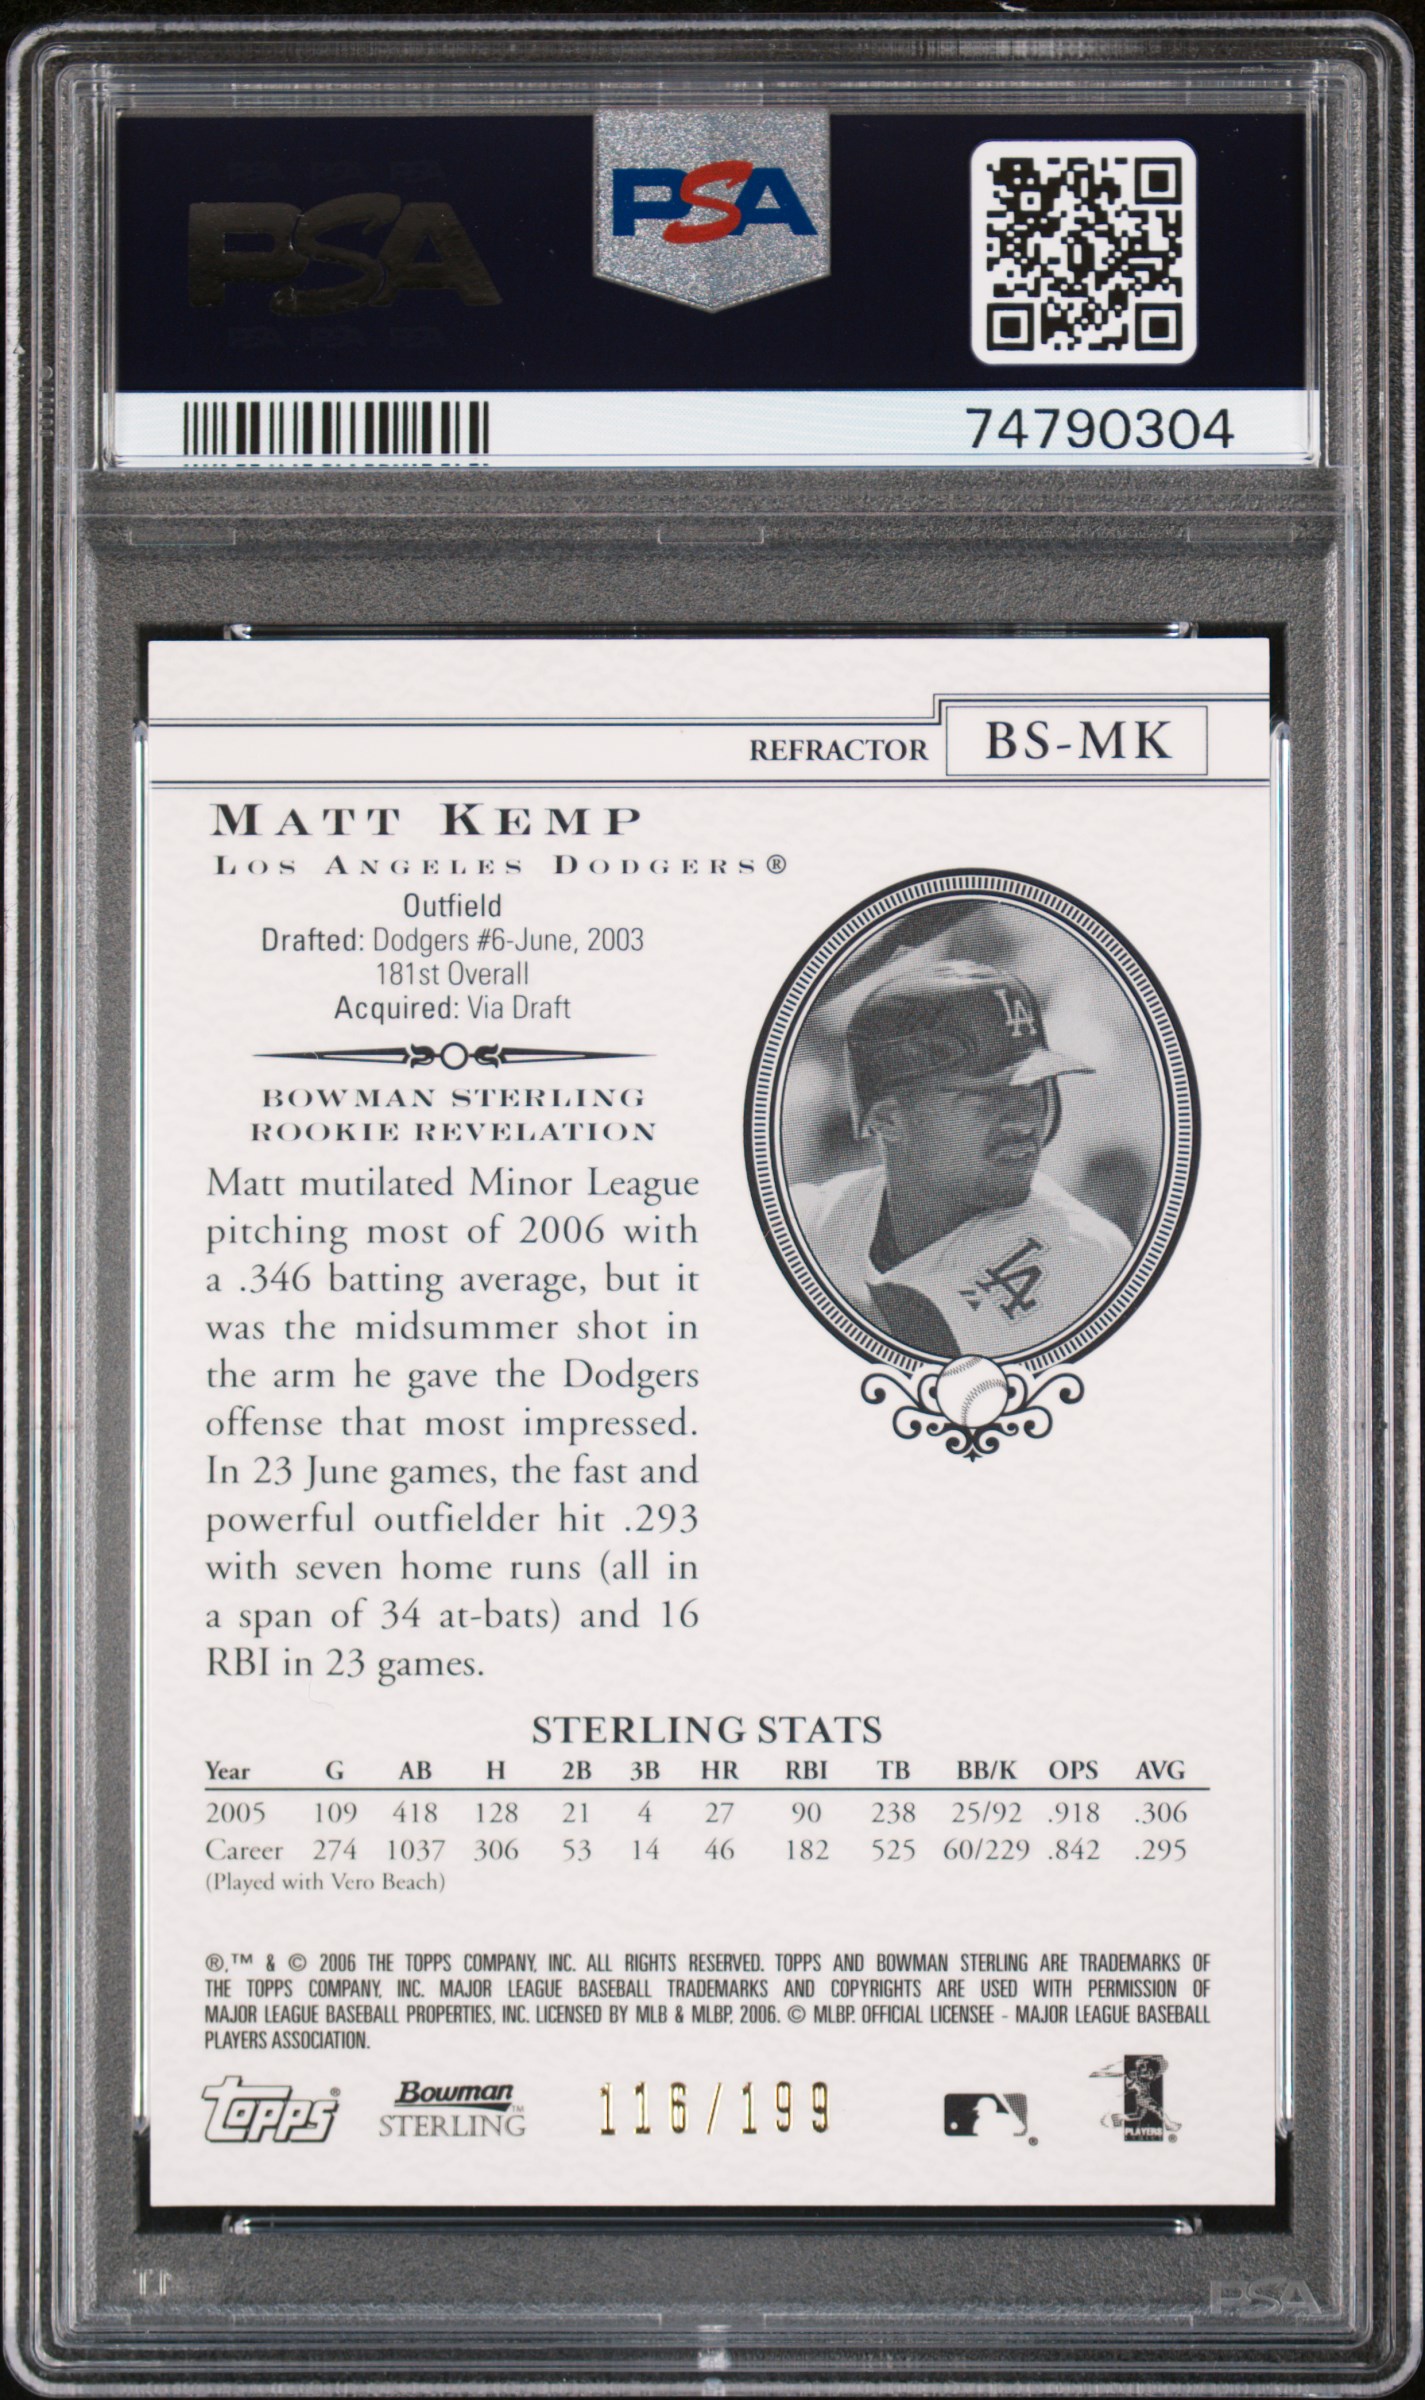 PSA
PSA
74790304
REFRACTOR
BS-MK
MATT KEMP
LOS ANGELES DODGERS®
Outfield
Drafted: Dodgers #6-June, 2003
181st Overall
Acquired: Via Draft
BOWMAN STERLING
ROOKIE REVELATION
Matt mutilated Minor League
pitching most of 2006 with
a .346 batting average, but it
was the midsummer shot in
the arm he gave the Dodgers
offense that most impressed.
In 23 June games, the fast and
powerful outfielder hit .293
with seven home runs (all in
a span of 34 at-bats) and 16
RBI in 23 games.
LA
LA
STERLING STATS
Year G AB H 2B 3B HR RBI TB BB/K OPS AVG
2005 109 418 128 21 4 27 90 238 25/92 .918 .306
Career 274 1037 306 53 14 46 182 525 60/229 .842 .295
(Played with Vero Beach)
®,™ & © 2006 THE TOPPS COMPANY, INC. ALL RIGHTS RESERVED. TOPPS AND BOWMAN STERLING ARE TRADEMARKS OF
THE TOPPS COMPANY, INC. MAJOR LEAGUE BASEBALL TRADEMARKS AND COPYRIGHTS ARE USED WITH PERMISSION OF
MAJOR LEAGUE BASEBALL PROPERTIES, INC. LICENSED BY MLB & MLBP, 2006. © MLBP. OFFICIAL LICENSEE - MAJOR LEAGUE BASEBALL
PLAYERS ASSOCIATION.
Topps®
Bowman™
STERLING
116/199
®
PLAYERS
®
PSA